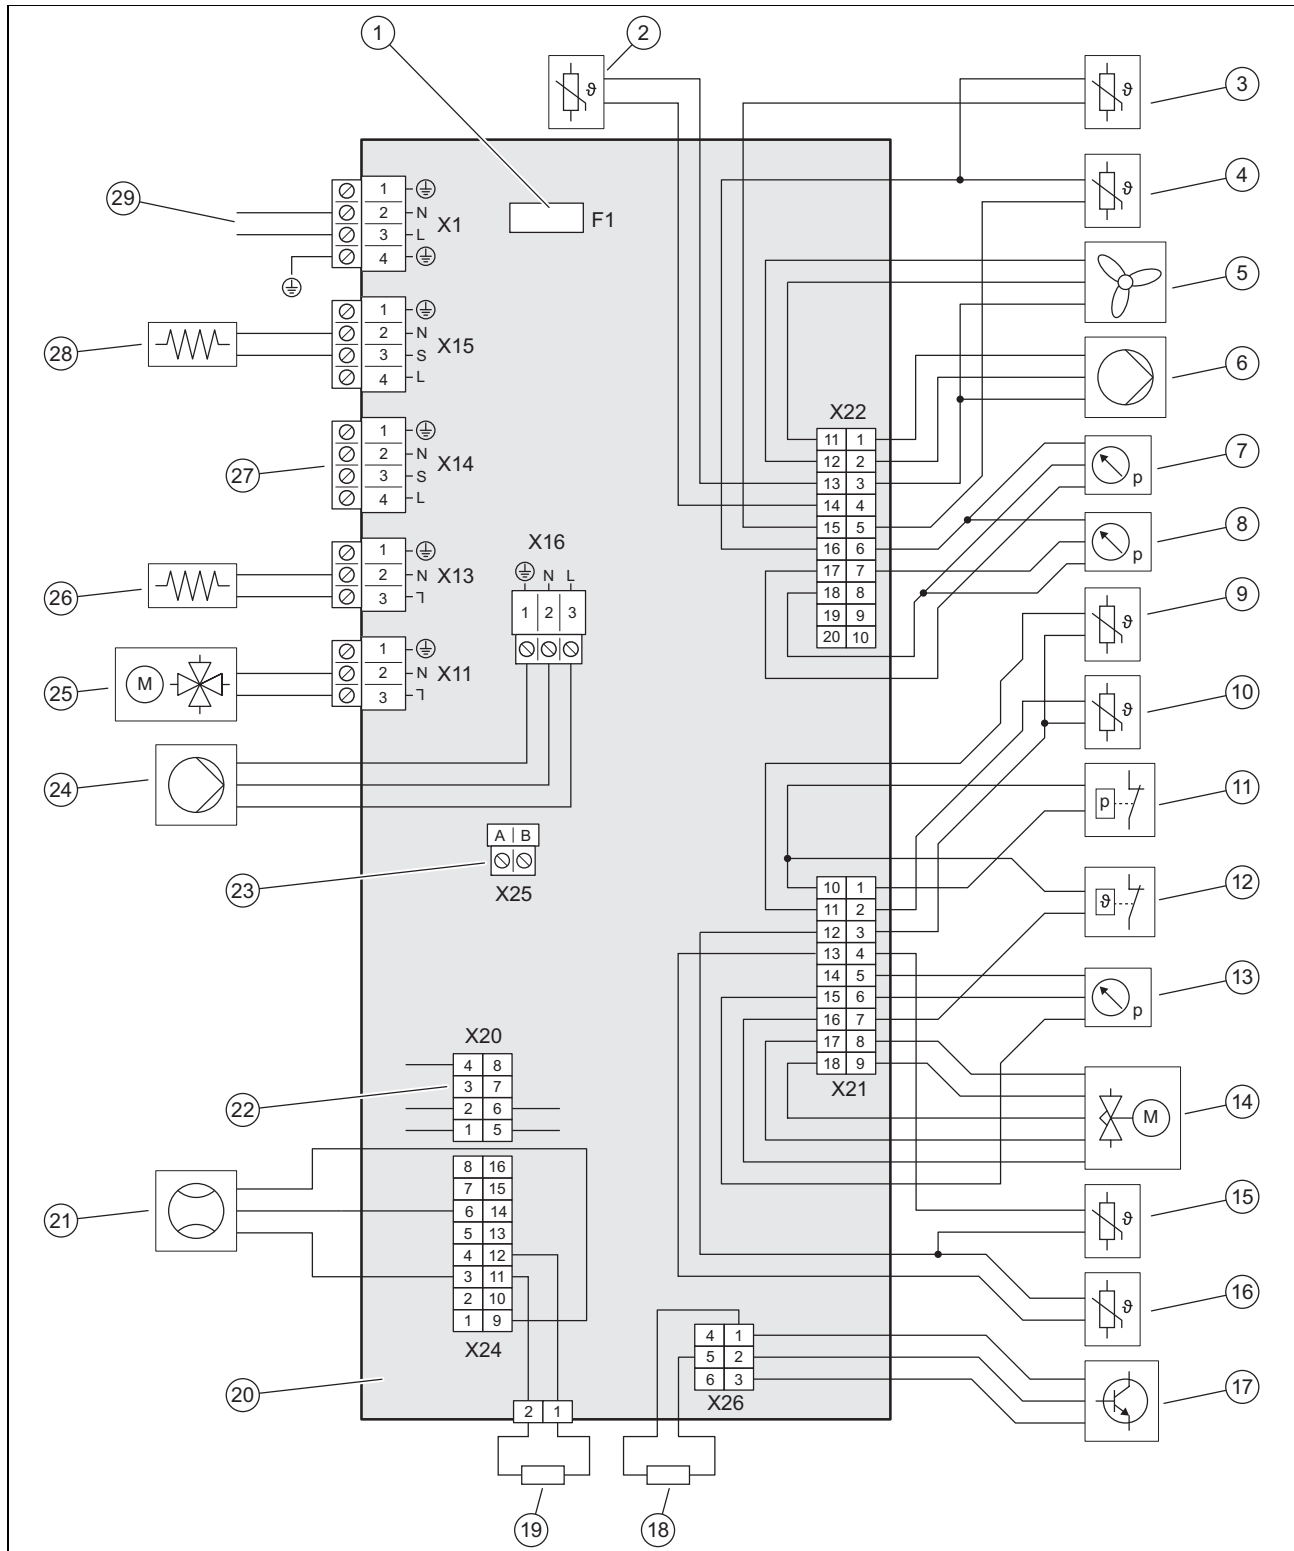 1
2
3
4
5
6
7
8
9
10
11
12
13
14
15
16
17
18
19
20
21
22
23
24
25
26
27
28
29
F1
ϑ
ϑ
ϑ
p
p
ϑ
ϑ
p
ϑ
p
M
ϑ
ϑ
M
X1
1
2 N
3 L
4
X15
1
2 N
3 S
4 L
X14
1
2 N
3 S
4 L
X13
1
2 N
3 L
X11
1
2 N
3 L
X16
N L
1 2 3
A B
X25
X22
11 1
12 2
13 3
14 4
15 5
16 6
17 7
18 8
19 9
20 10
10 1
11 2
12 3
13 4
14 5
15 6
16 7
17 8
18 9
X21
X20
4 8
3 7
2 6
1 5
8 16
7 15
6 14
5 13
4 12
3 11
2 10
1 9
X24
4 1
5 2
6 3
X26
2 1